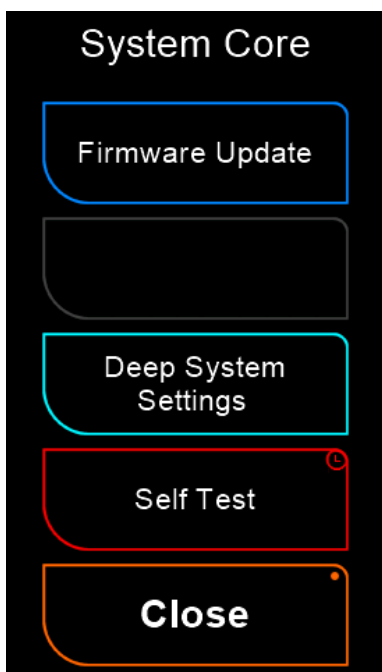 System Core
Firmware Update
Deep System
Settings
Self Test
Close